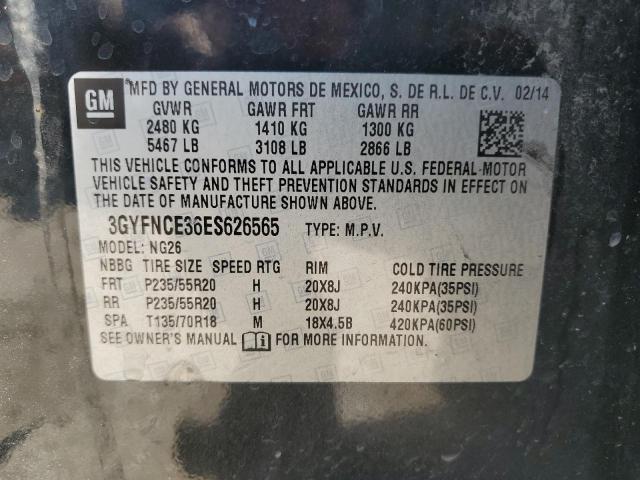 GM
MFD BY GENERAL MOTORS DE MEXICO, S. DE R.L. DE C.V. 02/14
GVWR GAWR FRT GAWR RR
2480 KG 1410 KG 1300 KG
5467 LB 3108 LB 2866 LB
THIS VEHICLE CONFORMS TO ALL APPLICABLE U.S. FEDERAL-MOTOR
VEHICLE SAFETY AND THEFT PREVENTION STANDARDS IN EFFECT ON
THE DATE OF MANUFACTURE SHOWN ABOVE.
3GYFNCE36ES626565 TYPE: M.P.V.
MODEL: NG26
NBBG TIRE SIZE SPEED RTG RIM COLD TIRE PRESSURE
FRT P235/55R20 H 20X8J 240KPA(35PSI)
RR P235/55R20 H 20X8J 240KPA(35PSI)
SPA T135/70R18 M 18X4.5B 420KPA(60PSI)
SEE OWNER'S MANUAL FOR MORE INFORMATION.